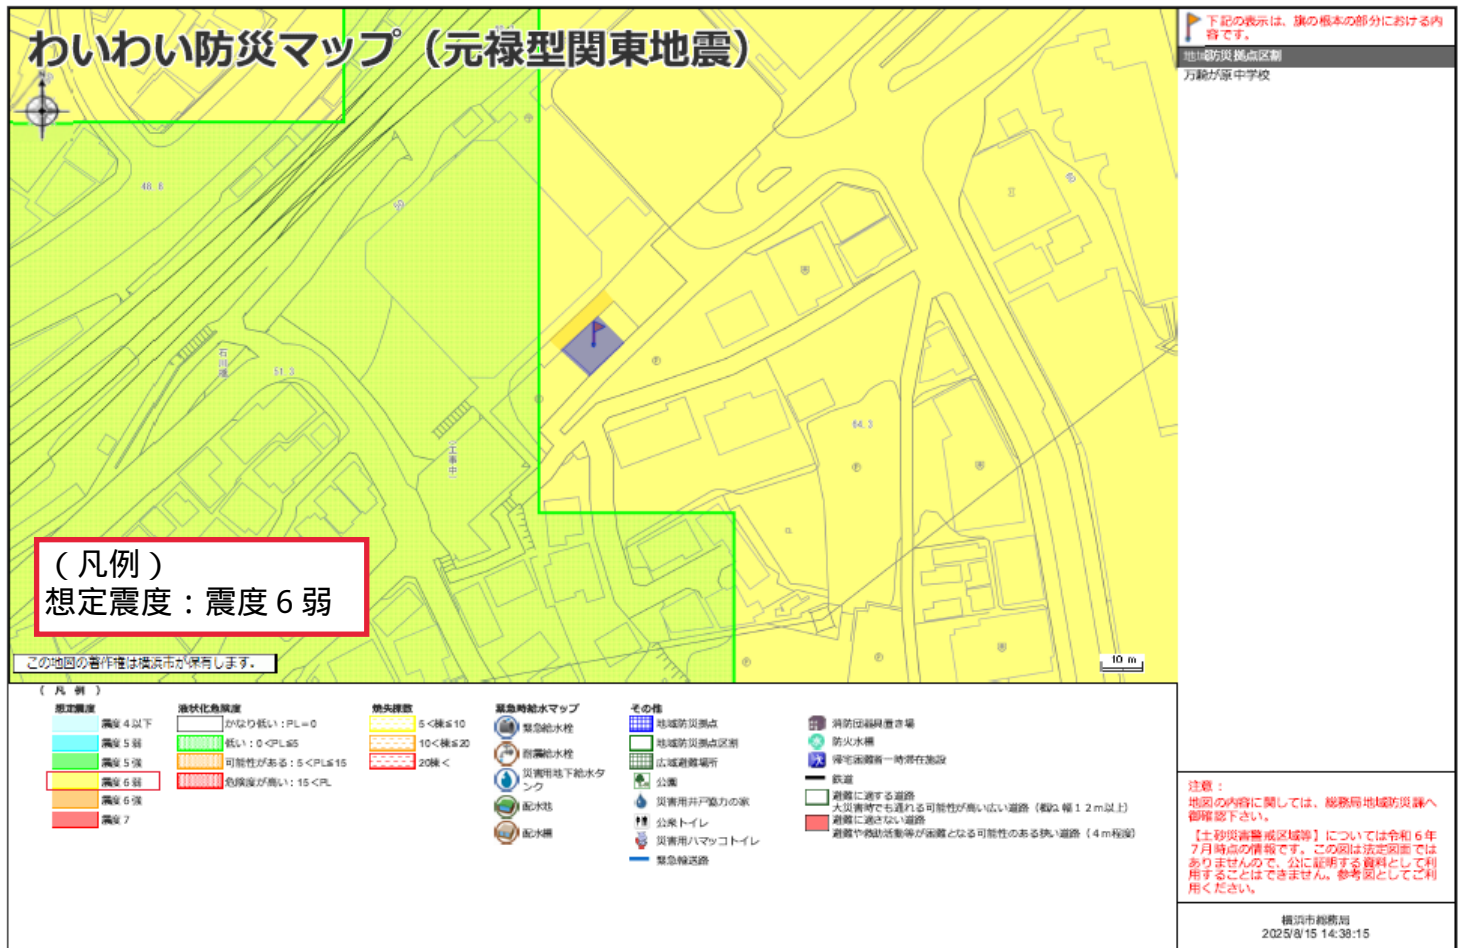 わいわい防災マップ（元禄型関東地震）
下記の表示は、旗の根本の部分における内
容です。
地域防災拠点区割
万騎が原中学校
48.8
50
60
51.3
石川堰
（工事中）
64.3
（凡例）
想定震度：震度６弱
この地図の著作権は横浜市が保有します。
10 m
（凡 例）
想定震度
震度４以下
震度５弱
震度５強
震度６弱
震度６強
震度７
液状化危険度
かなり低い：PL=0
低い：0<PL≦5
可能性がある：5<PL≦15
危険度が高い：15<PL
焼失棟数
5<棟≦10
10<棟≦20
20棟<
緊急時給水マップ
緊急給水栓
耐震給水栓
災害用地下給水タ
ンク
配水池
配水槽
その他
地域防災拠点
地域防災拠点区割
広域避難場所
公園
災害用井戸協力の家
公衆トイレ
災害用ハマッコトイレ
緊急輸送路
消防団器具置き場
防火水槽
帰宅困難者一時滞在施設
鉄道
避難に適する道路
大災害時でも通れる可能性が高い広い道路（概ね幅１２ｍ以上）
避難に適さない道路
避難や救助活動等が困難となる可能性のある狭い道路（４ｍ程度）
注意：
地図の内容に関しては、総務局地域防災課へ
御確認下さい。
【土砂災害警戒区域等】については令和６年
７月時点の情報です。この図は法定図面では
ありませんので、公に証明する資料として利
用することはできません。参考図としてご利
用ください。
横浜市総務局
2025/8/15 14:38:15